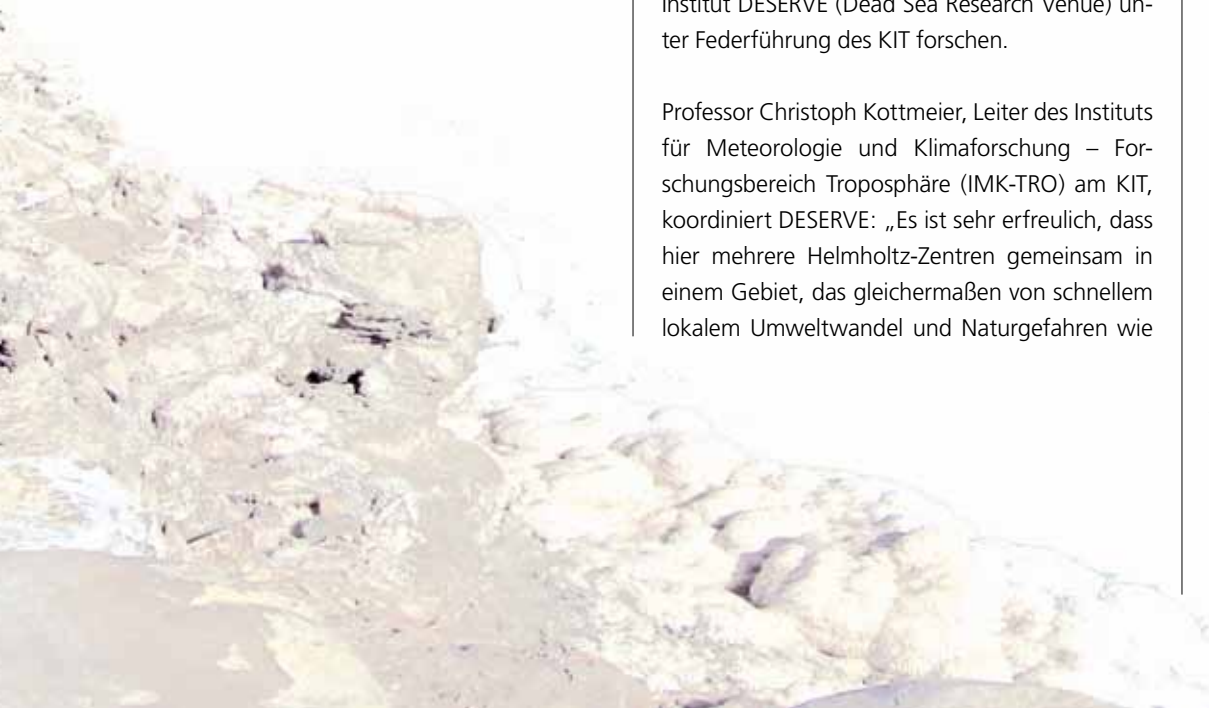 Institut DESERVE (Dead Sea Research Venue) un-
ter Federführung des KIT forschen.
Professor Christoph Kottmeier, Leiter des Instituts
für Meteorologie und Klimaforschung – For-
schungsbereich Troposphäre (IMK-TRO) am KIT,
koordiniert DESERVE: „Es ist sehr erfreulich, dass
hier mehrere Helmholtz-Zentren gemeinsam in
einem Gebiet, das gleichermaßen von schnellem
lokalem Umweltwandel und Naturgefahren wie